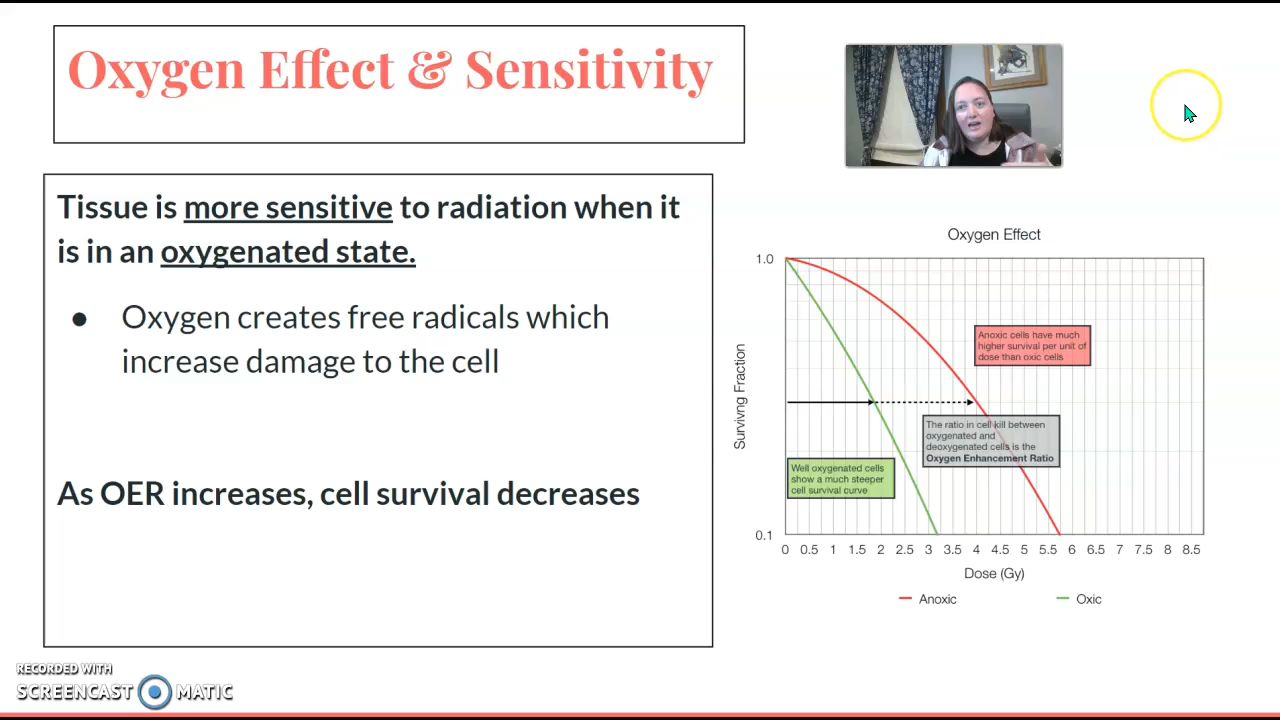 Oxygen Effect & Sensitivity
Tissue is more sensitive to radiation when it
is in an oxygenated state.
● Oxygen creates free radicals which
increase damage to the cell
As OER increases, cell survival decreases
Oxygen Effect
1.0
Anoxic cells have much
higher survival per unit of
dose than oxic cells
Survivng Fraction
The ratio in cell kill between
oxygenated and
deoxygenated cells is the
Oxygen Enhancement Ratio
Well oxygenated cells
show a much steeper
cell survival curve
0.1
0 0.5 1 1.5 2 2.5 3 3.5 4 4.5 5 5.5 6 6.5 7 7.5 8 8.5
Dose (Gy)
Anoxic Oxic
RECORDED WITH
SCREENCAST MATIC